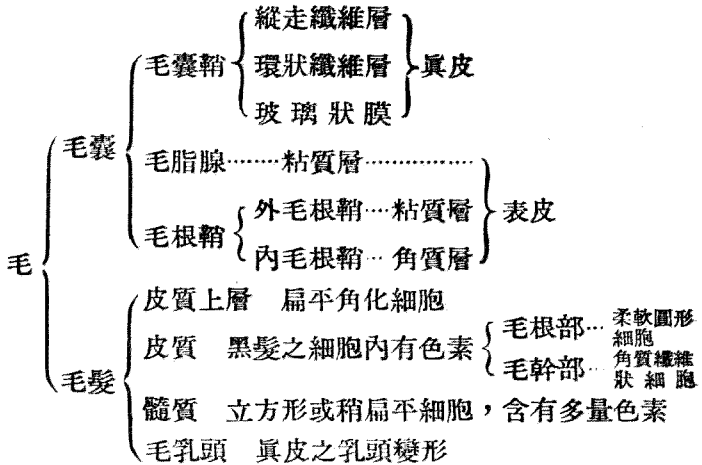 毛
毛囊
毛囊鞘
縱走纖維層
環狀纖維層
玻璃狀膜
眞皮
毛脂腺……粘質層……………
毛根鞘
外毛根鞘…粘質層
內毛根鞘…角質層
表皮
毛髮
皮質上層 扁平角化細胞
皮質 黑髮之細胞內有色素
毛根部…柔軟圓形
細胞
毛幹部…角質纖維
狀細胞
髓質 立方形或稍扁平細胞，含有多量色素
毛乳頭 眞皮之乳頭變形